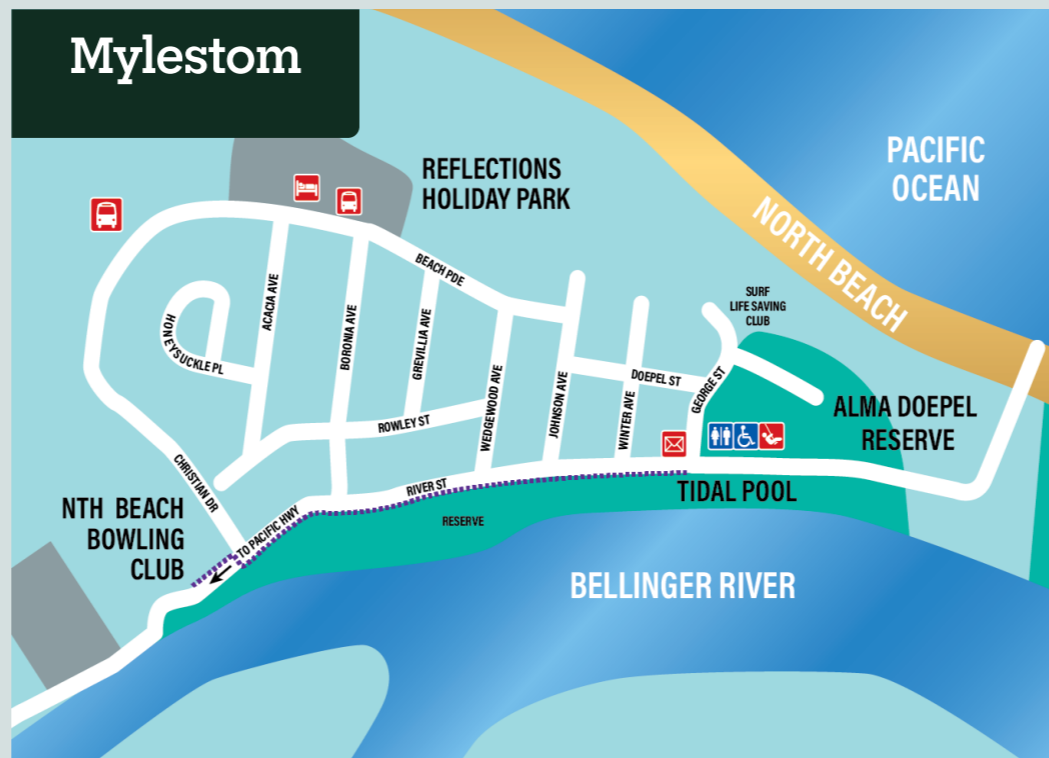 Mylestom
PACIFIC
OCEAN
REFLECTIONS
HOLIDAY PARK
NORTH BEACH
BEACH PDE
ACACIA AVE
BORONIA AVE
GREVILLIA AVE
HONEYSUCKLE PL
SURF
LIFE SAVING
CLUB
DOEPEL ST
GEORGE ST
WEDGEWOOD AVE
JOHNSON AVE
WINTER AVE
ROWLEY ST
ALMA DOEPEL
RESERVE
CHRISTIAN DR
RIVER ST
TIDAL POOL
NTH BEACH
BOWLING
CLUB
TO PACIFIC HWY
RESERVE
BELLINGER RIVER